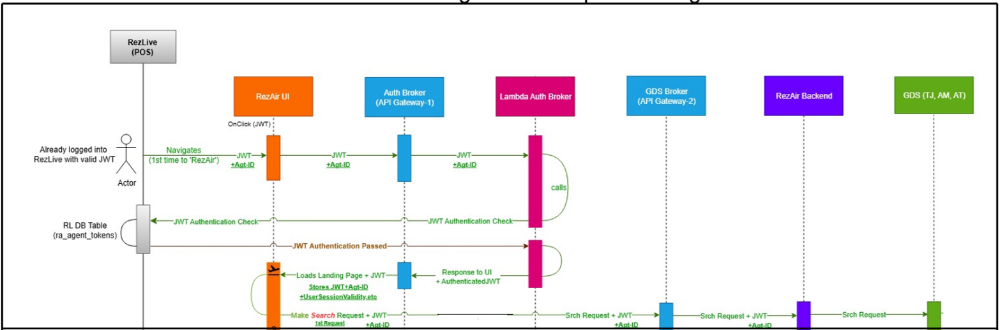 RezLive
(POS)
RezAir UI
Auth Broker
(API Gateway-1)
Lambda Auth Broker
GDS Broker
(API Gateway-2)
RezAir Backend
GDS (TJ, AM, AT)
OnClick (JWT)
Already logged into
RezLive with valid JWT
Actor
Navigates
(1st time to 'RezAir')
JWT
+Agt-ID
JWT
+Agt-ID
JWT
+Agt-ID
calls
RL DB Table
(ra_agent_tokens)
JWT Authentication Check
JWT Authentication Check
JWT Authentication Passed
Loads Landing Page + JWT
Stores JWT+Agt-ID
+UserSessionValidity,etc
Response to UI
+ AuthenticatedJWT
Make Search Request + JWT
1st Request
+Agt-ID
Srch Request + JWT
+Agt-ID
Srch Request + JWT
+Agt-ID
Srch Request